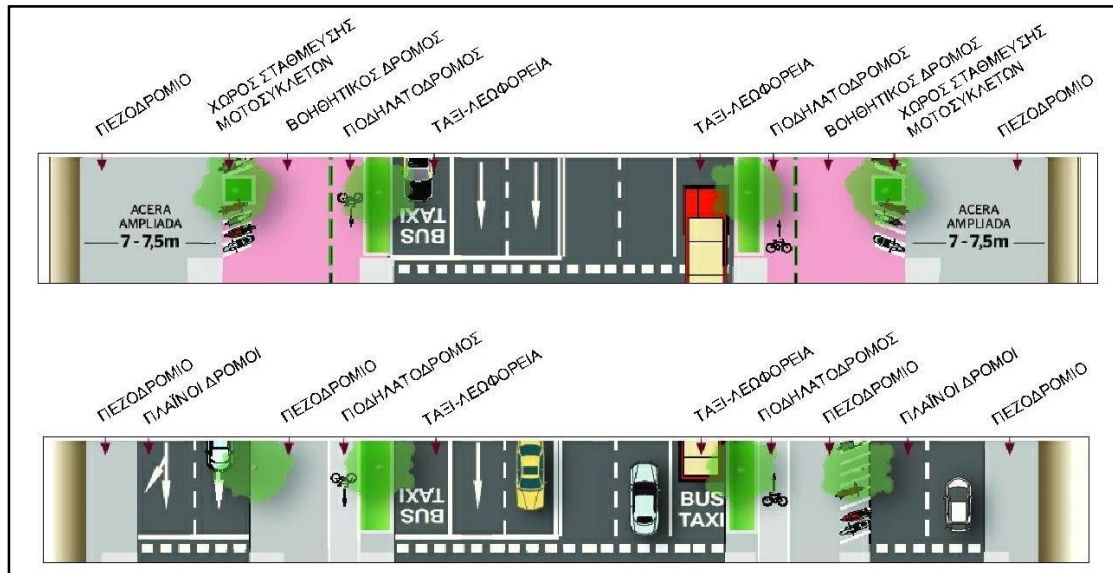 ΠΕΖΟΔΡΟΜΙΟ
ΧΩΡΟΣ ΣΤΑΘΜΕΥΣΗΣ
ΜΟΤΟΣΥΚΛΕΤΩΝ
ΒΟΗΘΗΤΙΚΟΣ ΔΡΟΜΟΣ
ΠΟΔΗΛΑΤΟΔΡΟΜΟΣ
ΤΑΞΙ-ΛΕΩΦΟΡΕΙΑ
ΤΑΞΙ-ΛΕΩΦΟΡΕΙΑ
ΠΟΔΗΛΑΤΟΔΡΟΜΟΣ
ΒΟΗΘΗΤΙΚΟΣ ΔΡΟΜΟΣ
ΧΩΡΟΣ ΣΤΑΘΜΕΥΣΗΣ
ΜΟΤΟΣΥΚΛΕΤΩΝ
ΠΕΖΟΔΡΟΜΙΟ
ACERA
AMPLIADA
7 - 7,5m
BUS
TAXI
ACERA
AMPLIADA
7 - 7,5m
ΠΕΖΟΔΡΟΜΙΟ
ΠΛΑΪΝΟΙ ΔΡΟΜΟΙ
ΠΕΖΟΔΡΟΜΙΟ
ΠΟΔΗΛΑΤΟΔΡΟΜΟΣ
ΤΑΞΙ-ΛΕΩΦΟΡΕΙΑ
ΤΑΞΙ-ΛΕΩΦΟΡΕΙΑ
ΠΟΔΗΛΑΤΟΔΡΟΜΟΣ
ΠΕΖΟΔΡΟΜΙΟ
ΠΛΑΪΝΟΙ ΔΡΟΜΟΙ
ΠΕΖΟΔΡΟΜΙΟ
BUS
TAXI
BUS
TAXI